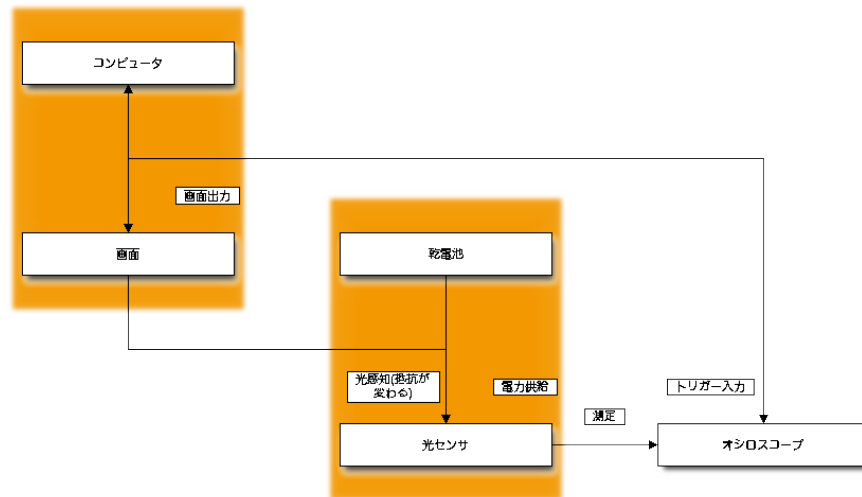 コンピュータ
画面出力
画面
乾電池
光感知(抵抗が
変わる)
電力供給
トリガー入力
測定
光センサ
オシロスコープ